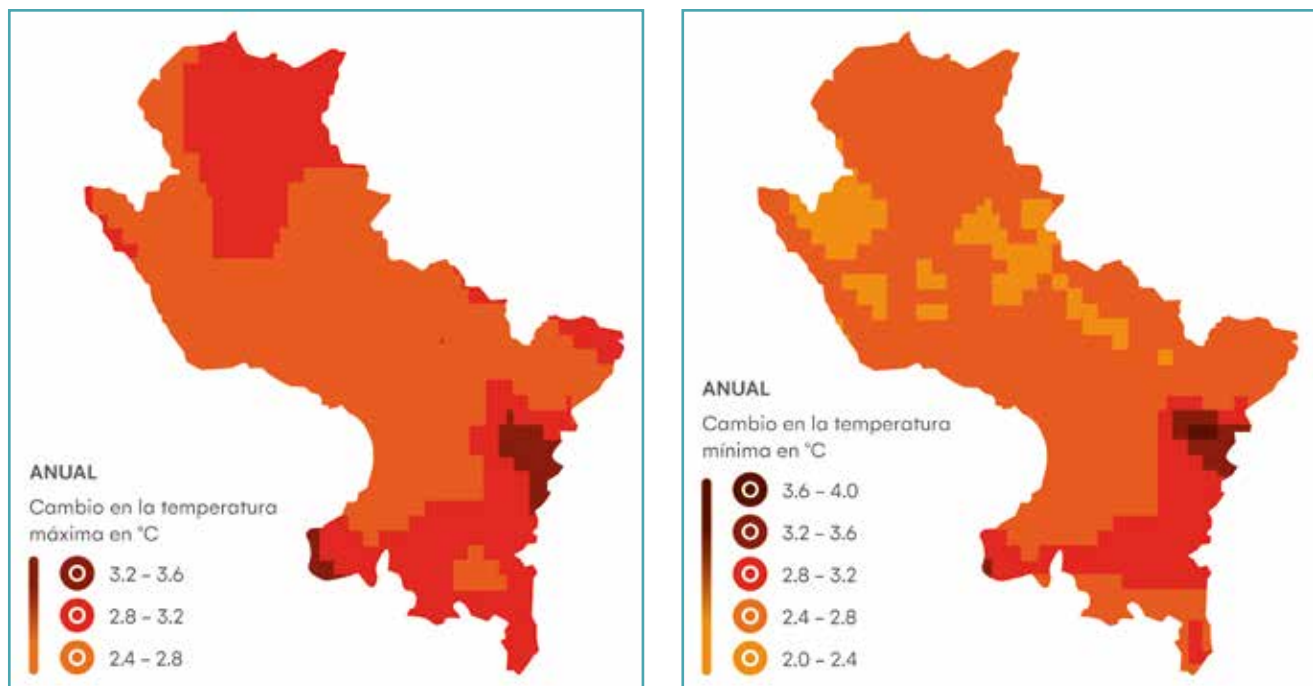 ANUAL
Cambio en la temperatura
máxima en °C
3.2 – 3.6
2.8 – 3.2
2.4 – 2.8
ANUAL
Cambio en la temperatura
mínima en °C
3.6 – 4.0
3.2 – 3.6
2.8 – 3.2
2.4 – 2.8
2.0 – 2.4